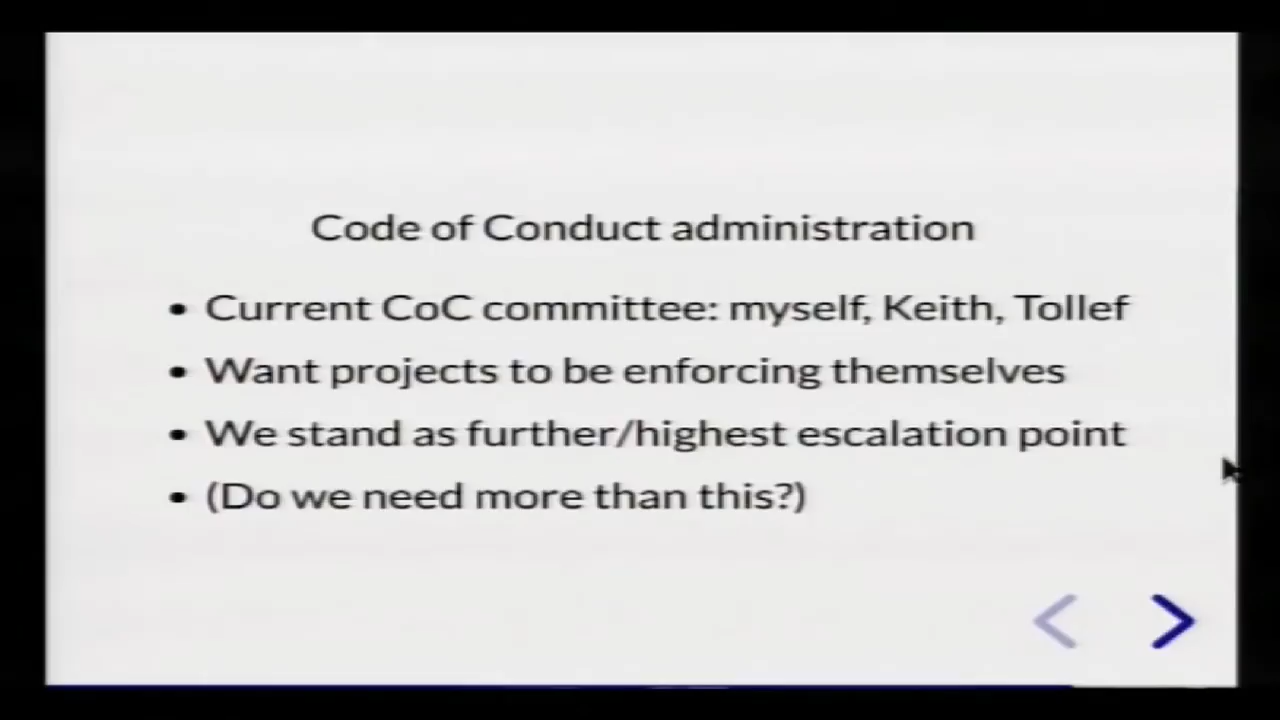 Code of Conduct administration
• Current CoC committee: myself, Keith, Tollef
• Want projects to be enforcing themselves
• We stand as further/highest escalation point
• (Do we need more than this?)